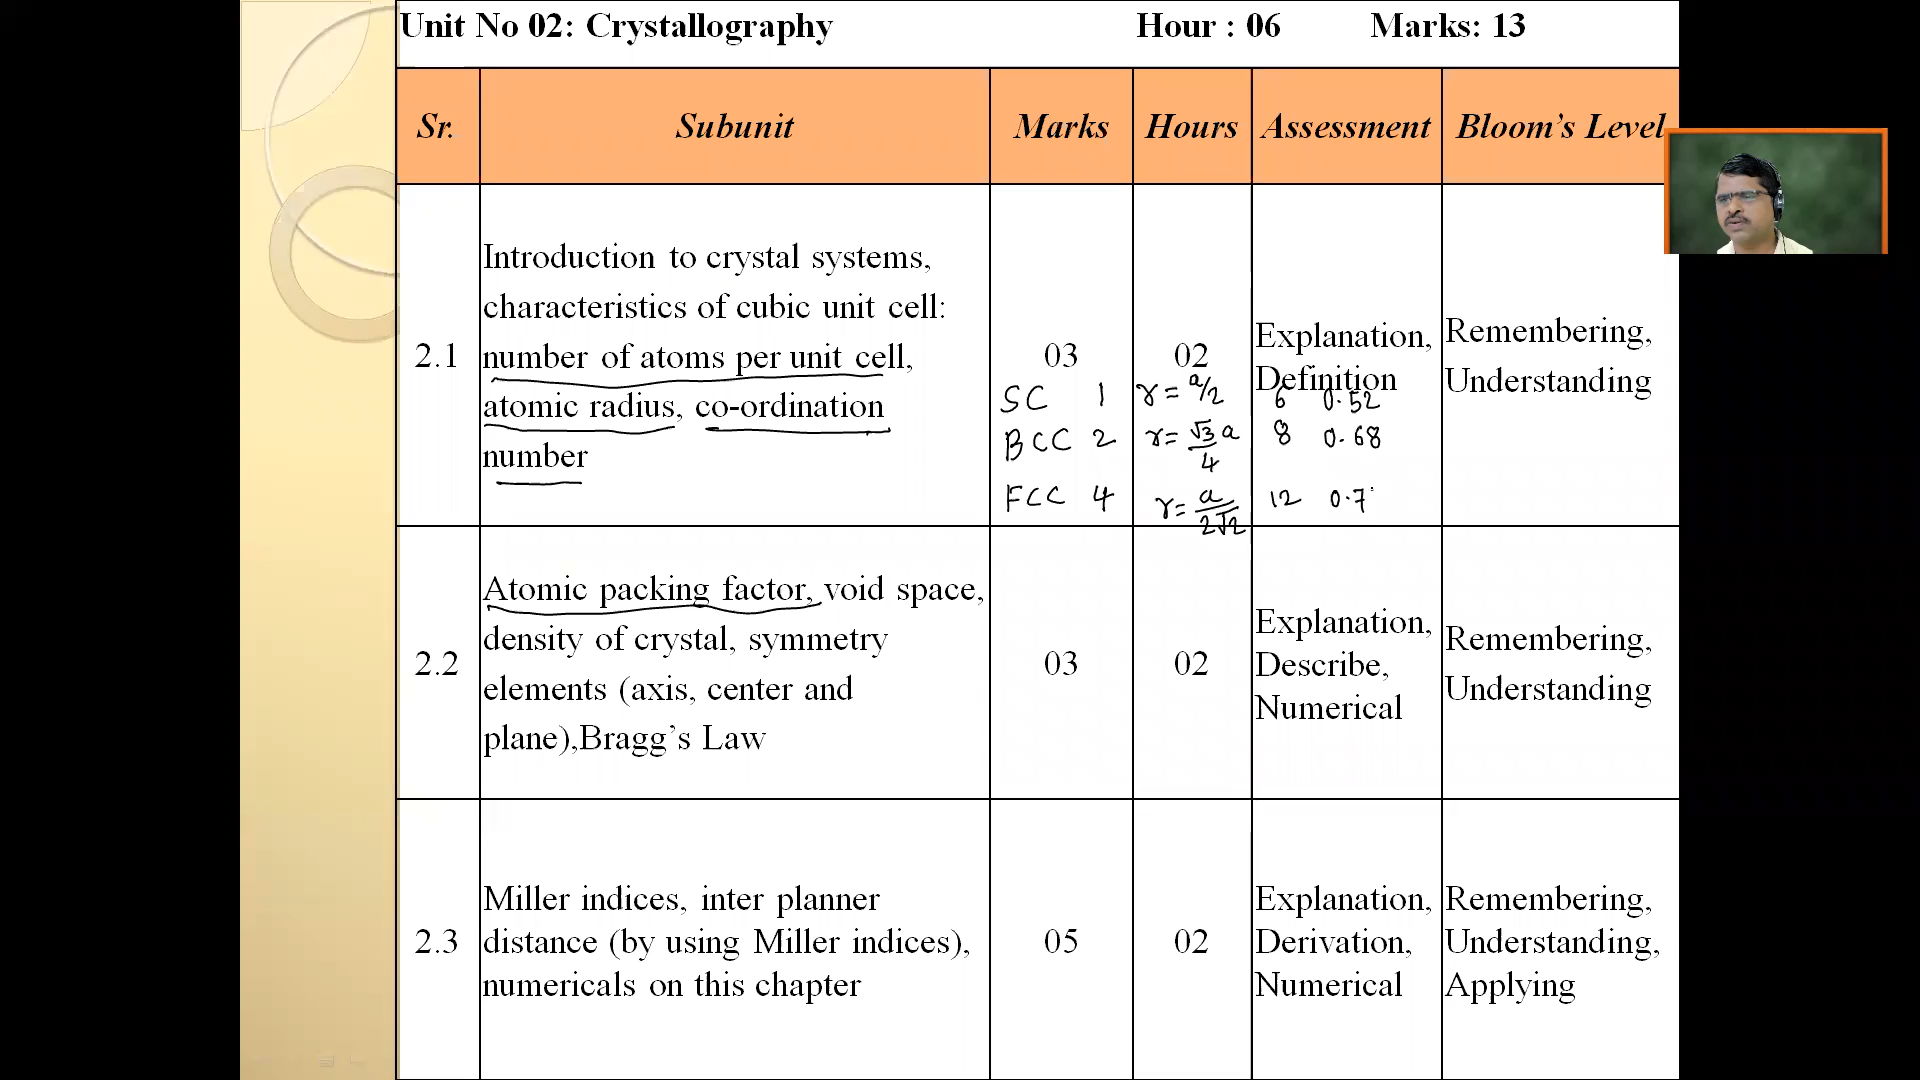 Unit No 02: Crystallography Hour : 06 Marks: 13
Sr. Subunit Marks Hours Assessment Bloom’s Level
2.1
Introduction to crystal systems,
characteristics of cubic unit cell:
number of atoms per unit cell,
atomic radius, co-ordination
number
03
SC 1
BCC 2
FCC 4
02
r = a/2
r = √3 a / 4
r = a / 2√2
Explanation,
Definition
6 0.52
8 0.68
12 0.7
Remembering,
Understanding
2.2
Atomic packing factor, void space,
density of crystal, symmetry
elements (axis, center and
plane),Bragg’s Law
03
02
Explanation,
Describe,
Numerical
Remembering,
Understanding
2.3
Miller indices, inter planner
distance (by using Miller indices),
numericals on this chapter
05
02
Explanation,
Derivation,
Numerical
Remembering,
Understanding,
Applying